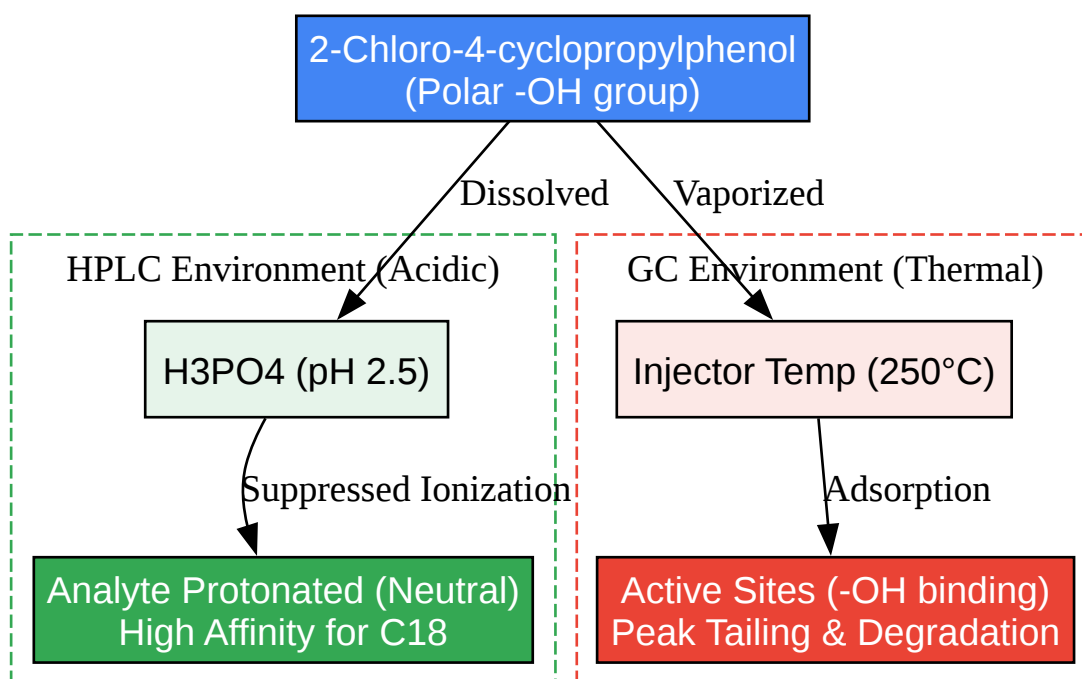 2-Chloro-4-cyclopropylphenol
(Polar -OH group)
Dissolved
Vaporized
HPLC Environment (Acidic)
GC Environment (Thermal)
H3PO4 (pH 2.5)
Injector Temp (250°C)
Suppressed Ionization
Adsorption
Analyte Protonated (Neutral)
High Affinity for C18
Active Sites (-OH binding)
Peak Tailing & Degradation